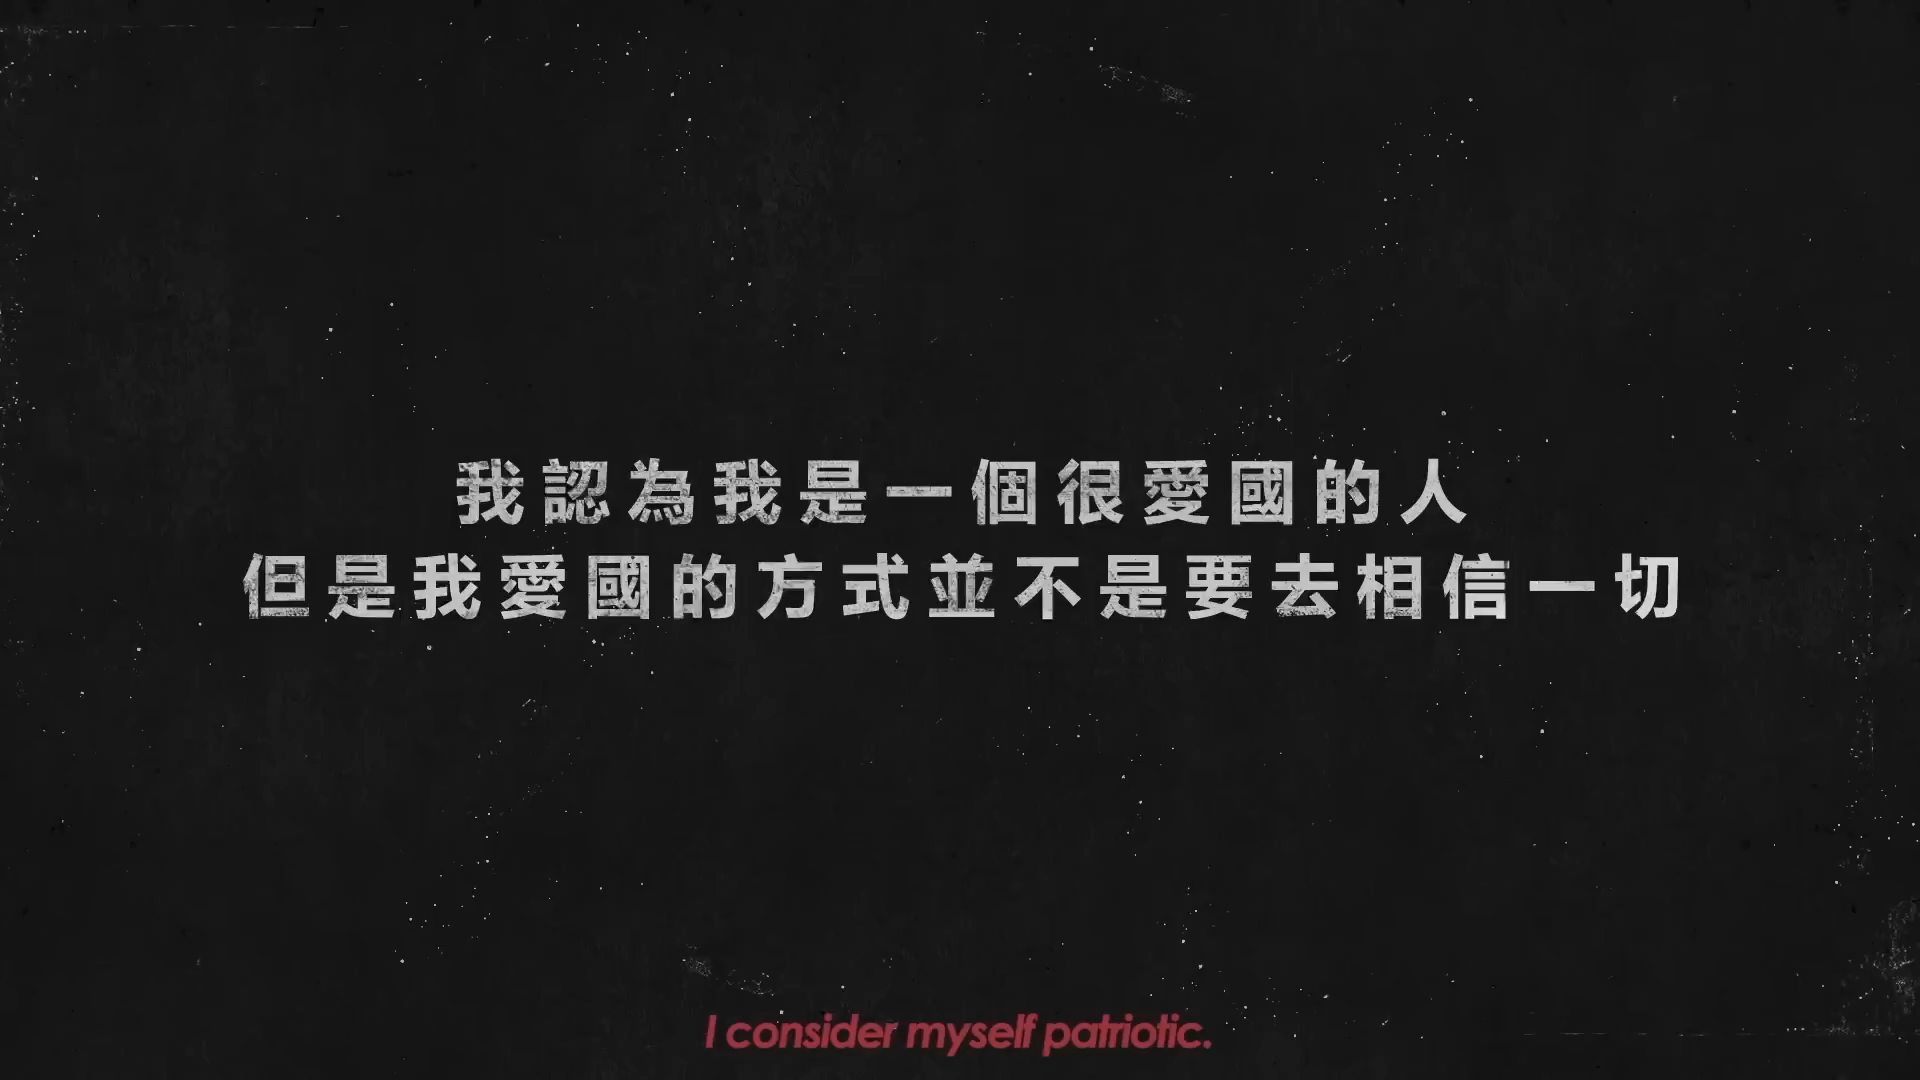 我認為我是一個很愛國的人
但是我愛國的方式並不是要去相信一切
I consider myself patriotic.